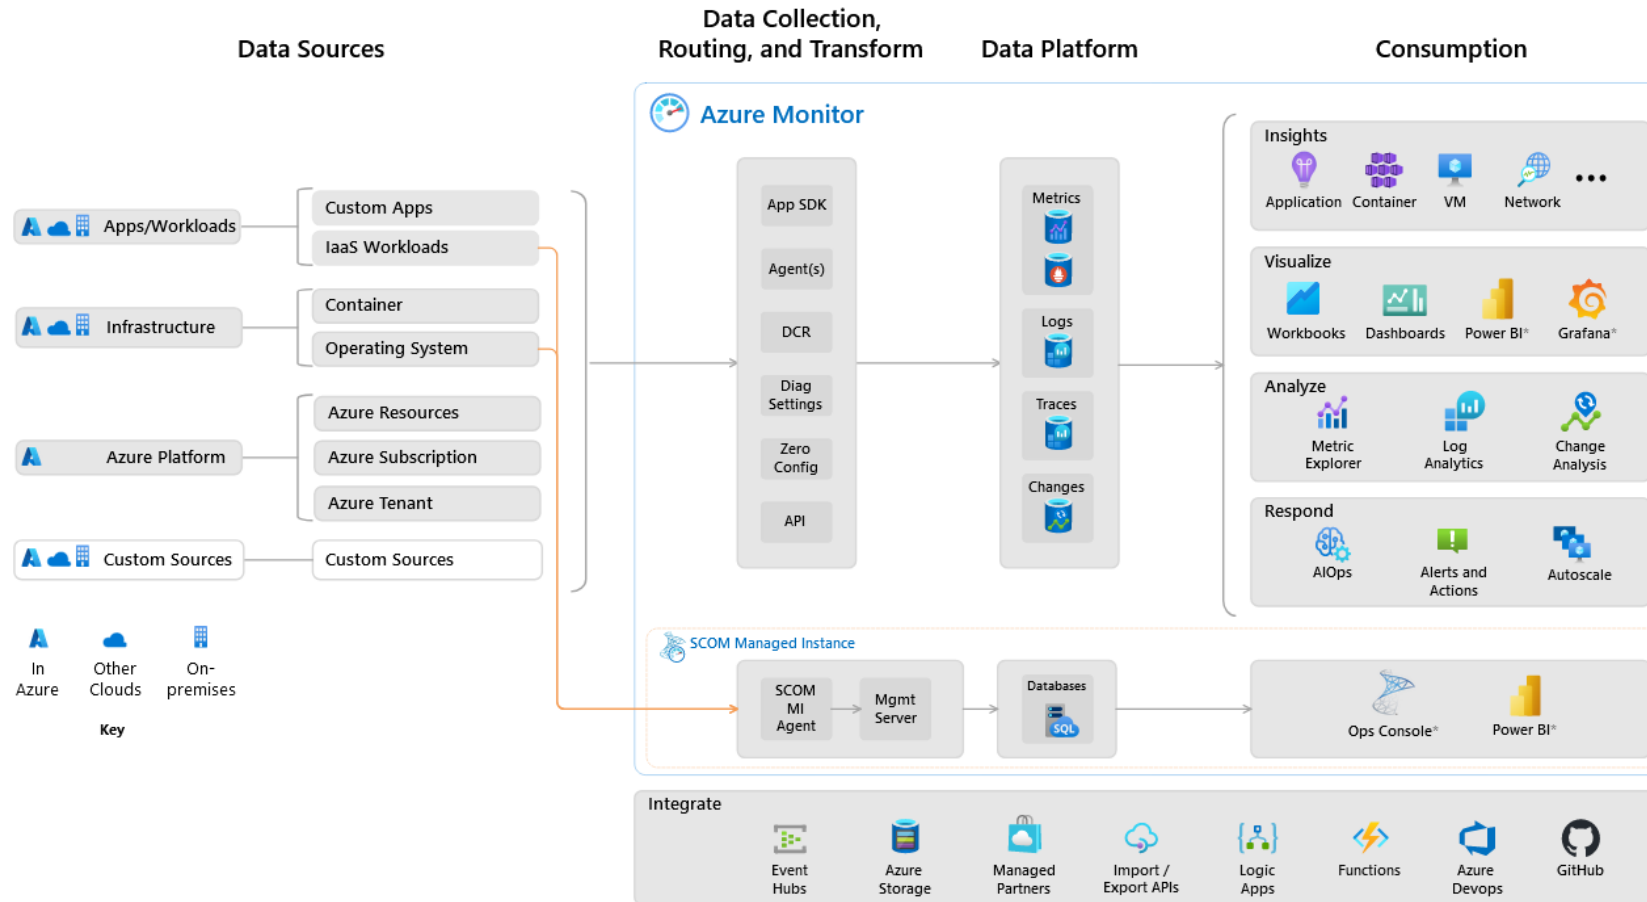 Data Sources
Data Collection,
Routing, and Transform
Data Platform
Consumption
Azure Monitor
Apps/Workloads
Custom Apps
IaaS Workloads
Infrastructure
Container
Operating System
Azure Platform
Azure Resources
Azure Subscription
Azure Tenant
Custom Sources
Custom Sources
In
Azure
Other
Clouds
On-
premises
Key
App SDK
Agent(s)
DCR
Diag
Settings
Zero
Config
API
Metrics
Logs
Traces
Changes
Insights
Application
Container
VM
Network
...
Visualize
Workbooks
Dashboards
Power BI*
Grafana*
Analyze
Metric
Explorer
Log
Analytics
Change
Analysis
Respond
AIOps
Alerts and
Actions
Autoscale
SCOM Managed Instance
SCOM
MI
Agent
Mgmt
Server
Databases
SQL
Ops Console*
Power BI*
Integrate
Event
Hubs
Azure
Storage
Managed
Partners
Import /
Export APIs
Logic
Apps
Functions
Azure
Devops
GitHub